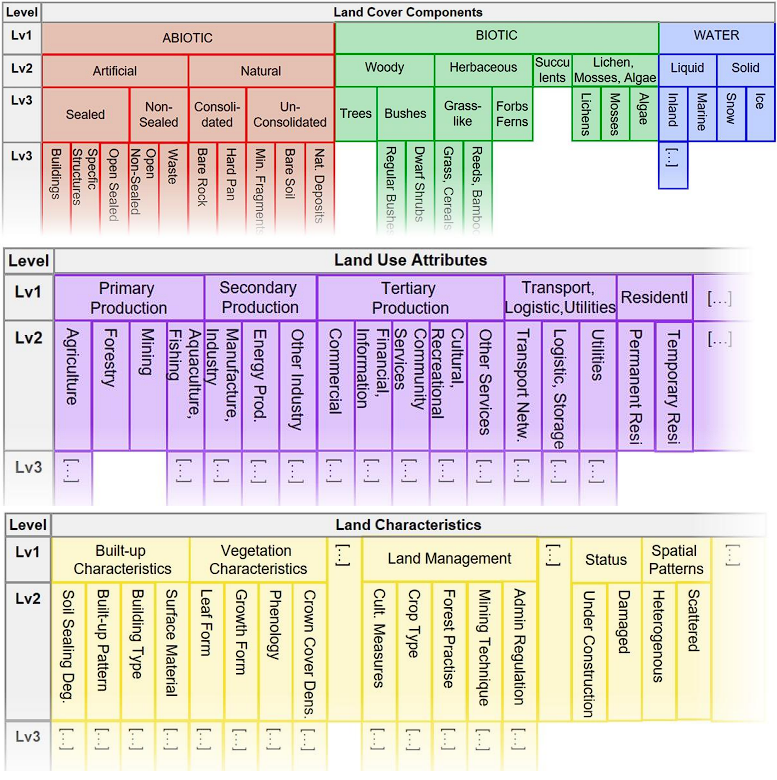 Level Land Cover Components
Lv1 ABIOTIC BIOTIC WATER
Lv2 Artificial Natural Woody Herbaceous Succu
lents Lichen,
Mosses, Algae Liquid Solid
Lv3 Sealed Non-
Sealed Consoli-
dated Un-
Consolidated Trees Bushes Grass-
like Forbs
Ferns Lichens Mosses Algae Inland Marine Snow Ice
Lv3 Buildings Specfic
Structures Open Sealed Open
Non-Sealed Waste Bare Rock Hard Pan Min. Fragments Bare Soil Nat. Deposits Regular Bushe Dwarf Shrubs Grass, Cereals Reeds, Bamboo [...]
Level Land Use Attributes
Lv1 Primary
Production Secondary
Production Tertiary
Production Transport,
Logistic,Utilities Residentl [...]
Lv2 Agriculture Forestry Mining Aquaculture,
Fishing Manufacture,
Industry Energy Prod. Other Industry Commercial Financial,
Information Community
Services Cultural,
Recreational Other Services Transport Netw. Logistic, Storage Utilities Permanent Resi Temporary Resi [...]
Lv3 [...] [...] [...] [...] [...] [...] [...] [...] [...] [...] [...] [...] [...]
Level Land Characteristics
Lv1 Built-up
Characteristics Vegetation
Characteristics [...] Land Management [...] Status Spatial
Patterns [...]
Lv2 Soil Sealing Deg. Built-up Pattern Building Type Surface Material Leaf Form Growth Form Phenology Crown Cover Dens. Cult. Measures Crop Type Forest Practise Mining Technique Admin Regulation Under Construction Damaged Heterogenous Scattered
Lv3 [...] [...] [...] [...] [...] [...] [...] [...] [...] [...] [...] [...] [...]